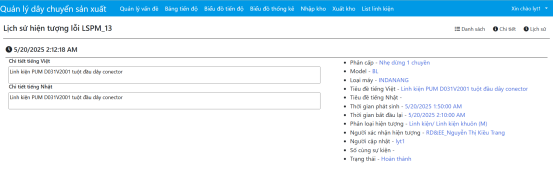 Quản lý dây chuyền sản xuất Quản lý vấn đề Bảng tiến độ Biểu đồ tiến độ Biểu đồ thống kê Nhập kho Xuất kho List linh kiện Xin chào lyt1
Lịch sử hiện tượng lỗi LSPM_13 Danh sách Chi tiết Lịch sử
5/20/2025 2:12:18 AM
Chi tiết tiếng Việt
Linh kiện PUM D031V2001 tuột đầu dây conector
Chi tiết tiếng Nhật
Linh kiện PUM D031V2001 tuột đầu dây conector
• Phân cấp - Nhẹ dừng 1 chuyền
• Model - BL
• Loại máy - INDANANG
• Tiêu đề tiếng Việt - Linh kiện PUM D031V2001 tuột đầu dây conector
• Tiêu đề tiếng Nhật -
• Thời gian phát sinh - 5/20/2025 1:50:00 AM
• Thời gian bắt đầu lại - 5/20/2025 2:10:00 AM
• Phân loại hiện tượng - Linh kiện/ Linh kiện khuôn (M)
• Người xác nhận hiện tượng - RD&EE_Nguyễn Thị Kiều Trang
• Người cập nhật - lyt1
• Số cùng sự kiện -
• Trạng thái - Hoàn thành